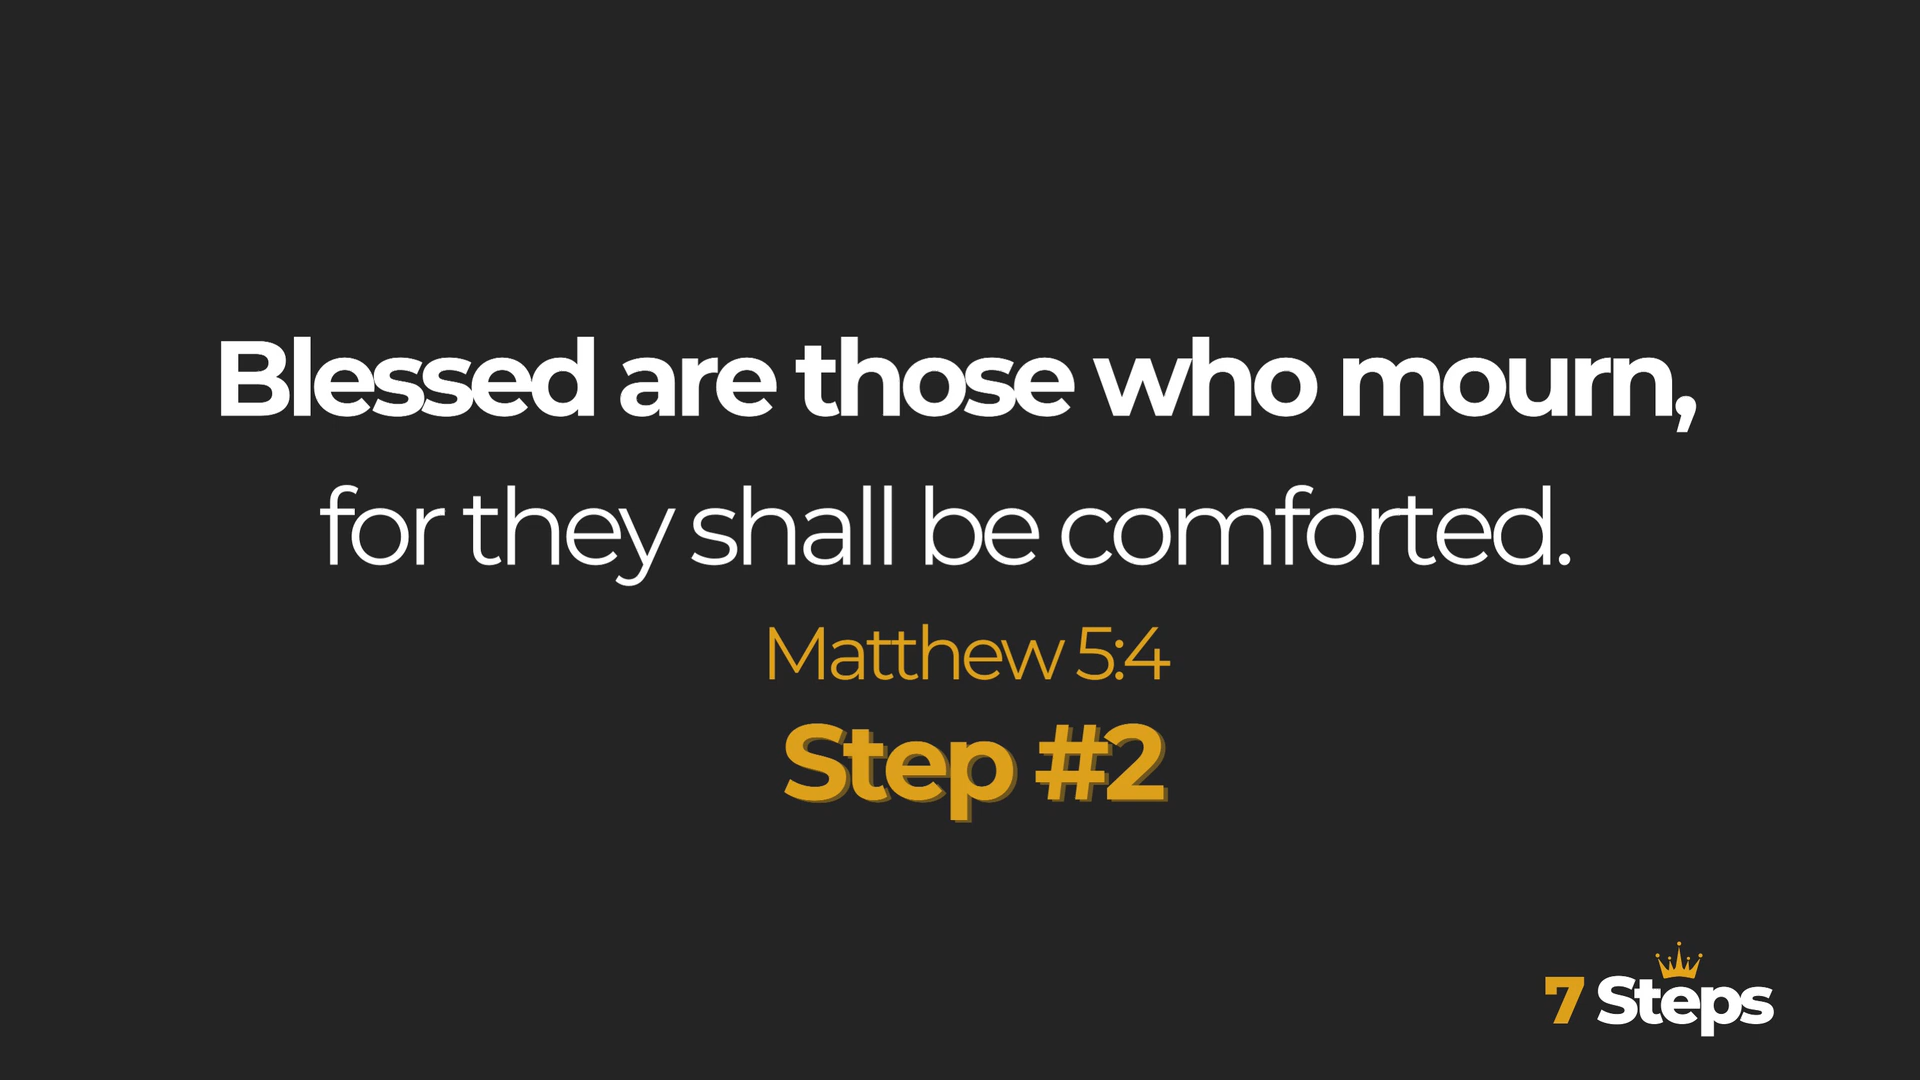 Blessed are those who mourn,
for they shall be comforted.
Matthew 5:4
Step #2
7 Steps